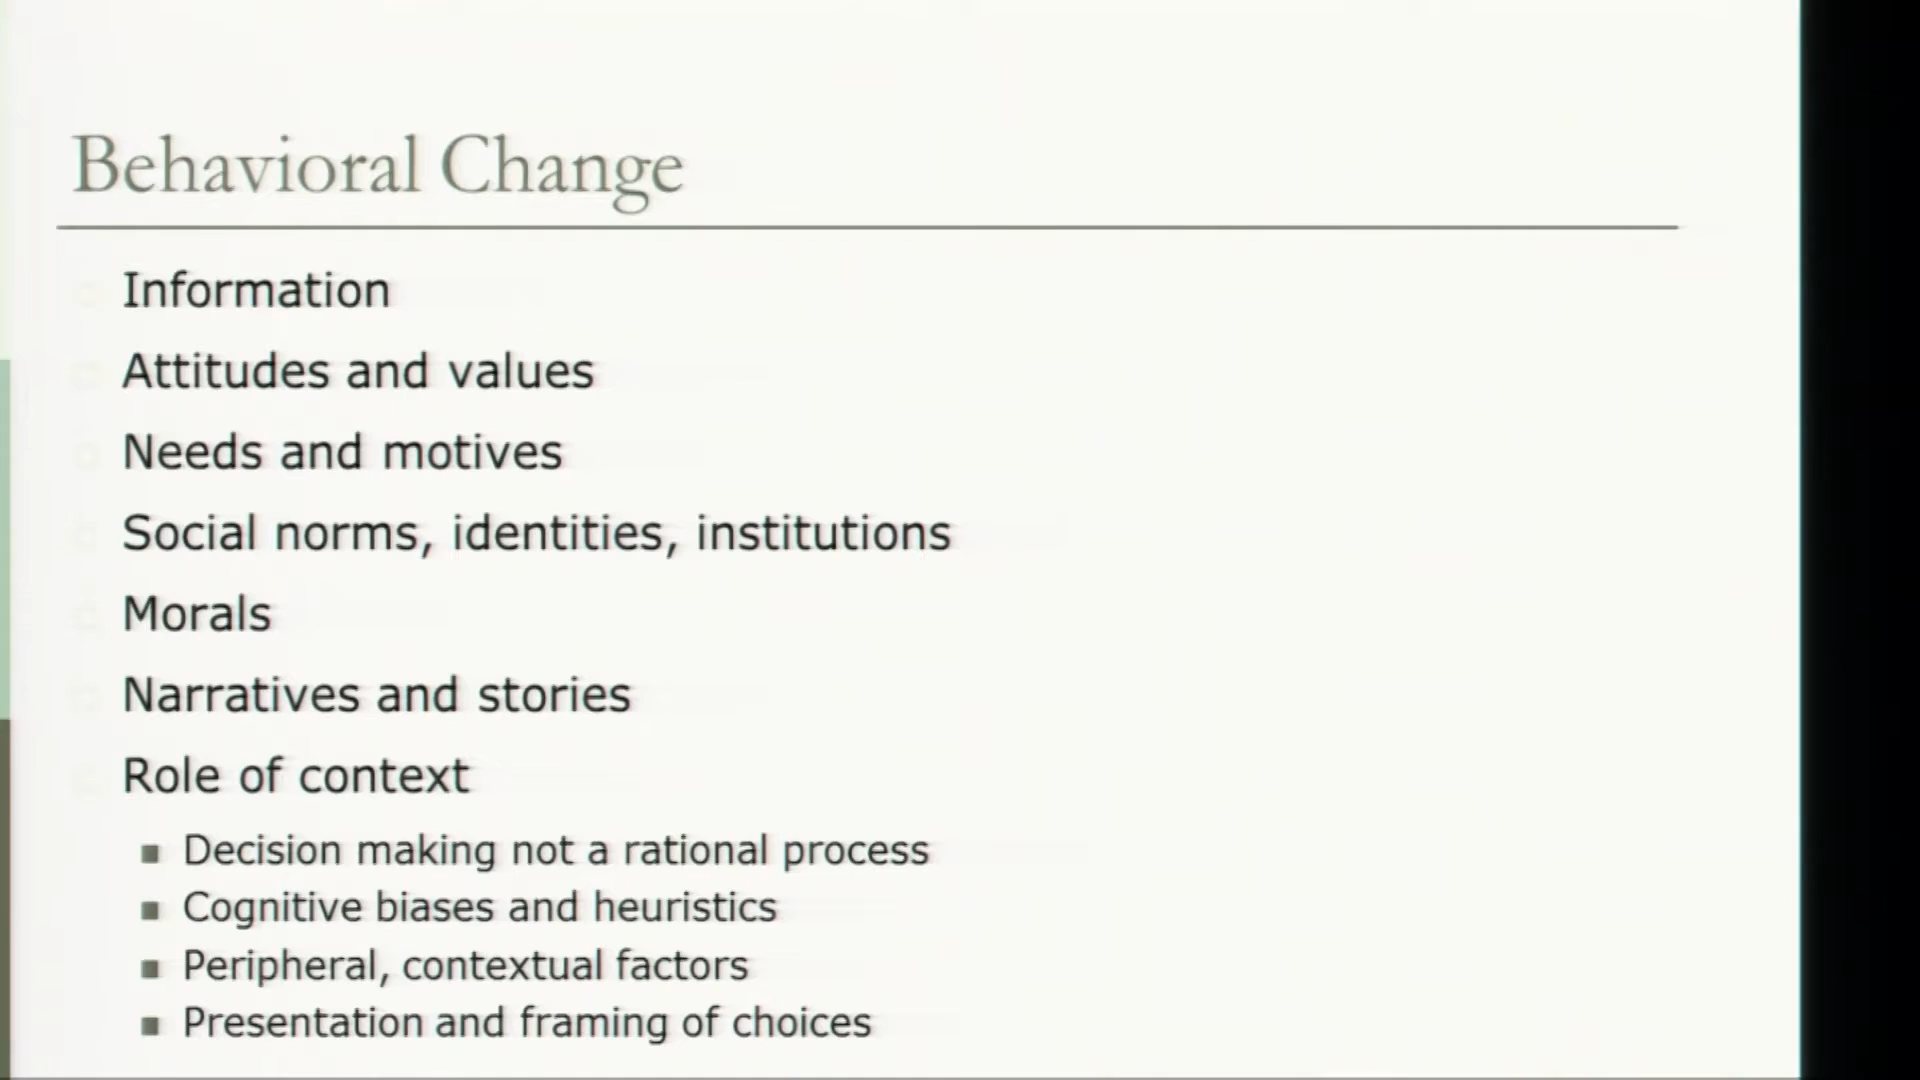 Behavioral Change
Information
Attitudes and values
Needs and motives
Social norms, identities, institutions
Morals
Narratives and stories
Role of context
Decision making not a rational process
Cognitive biases and heuristics
Peripheral, contextual factors
Presentation and framing of choices